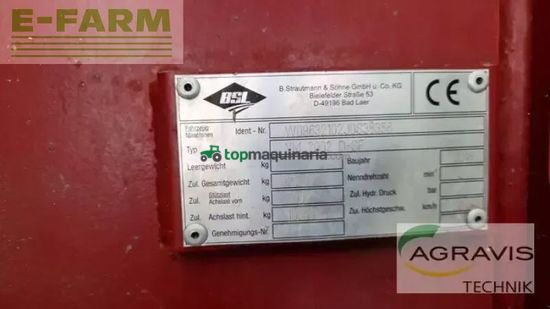 E-FARM
BSL
B.Strautmann & Söhne GmbH u. Co. KG
Bielefelder Straße 53
D-49196 Bad Laer
CE
Fahrzeug
Maschinen
Ident - Nr.
Typ
topmaquinaria
Leergewicht kg
Baujahr
Zul. Gesamtgewicht kg
Nenndrehzahl min
Zul. Stützlast
Achslast vorn kg
Zul. Hydr. Druck bar
Zul. Achslast hint. kg
Zul. Höchstgeschw. km/h
Genehmigungs-Nr
AGRAVIS
TECHNIK